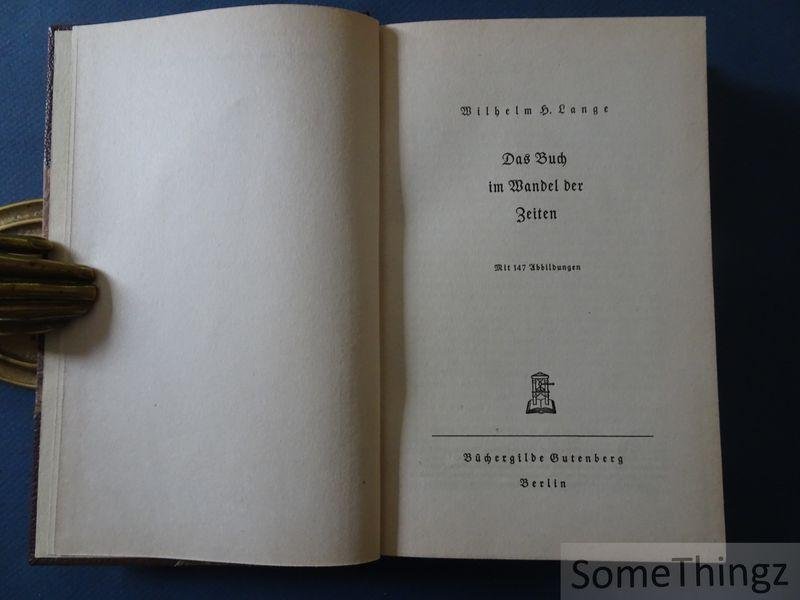 Wilhelm H. Lange
Das Buch
im Wandel der
Zeiten
Mit 147 Abbildungen
Büchergilde Gutenberg
Berlin
SomeThingz